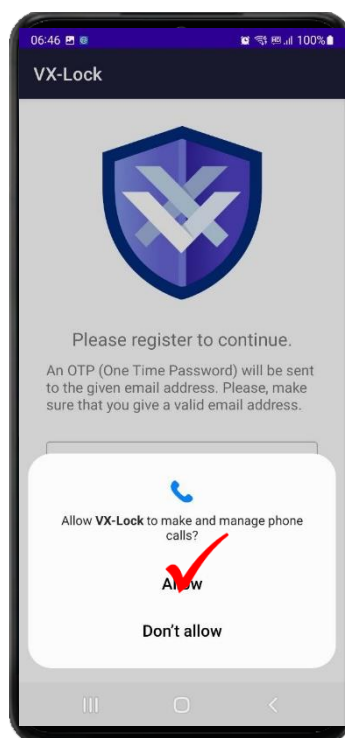 06:46 100%
VX-Lock
Please register to continue.
An OTP (One Time Password) will be sent
to the given email address. Please, make
sure that you give a valid email address.
Allow VX-Lock to make and manage phone
calls?
Allow
Don't allow